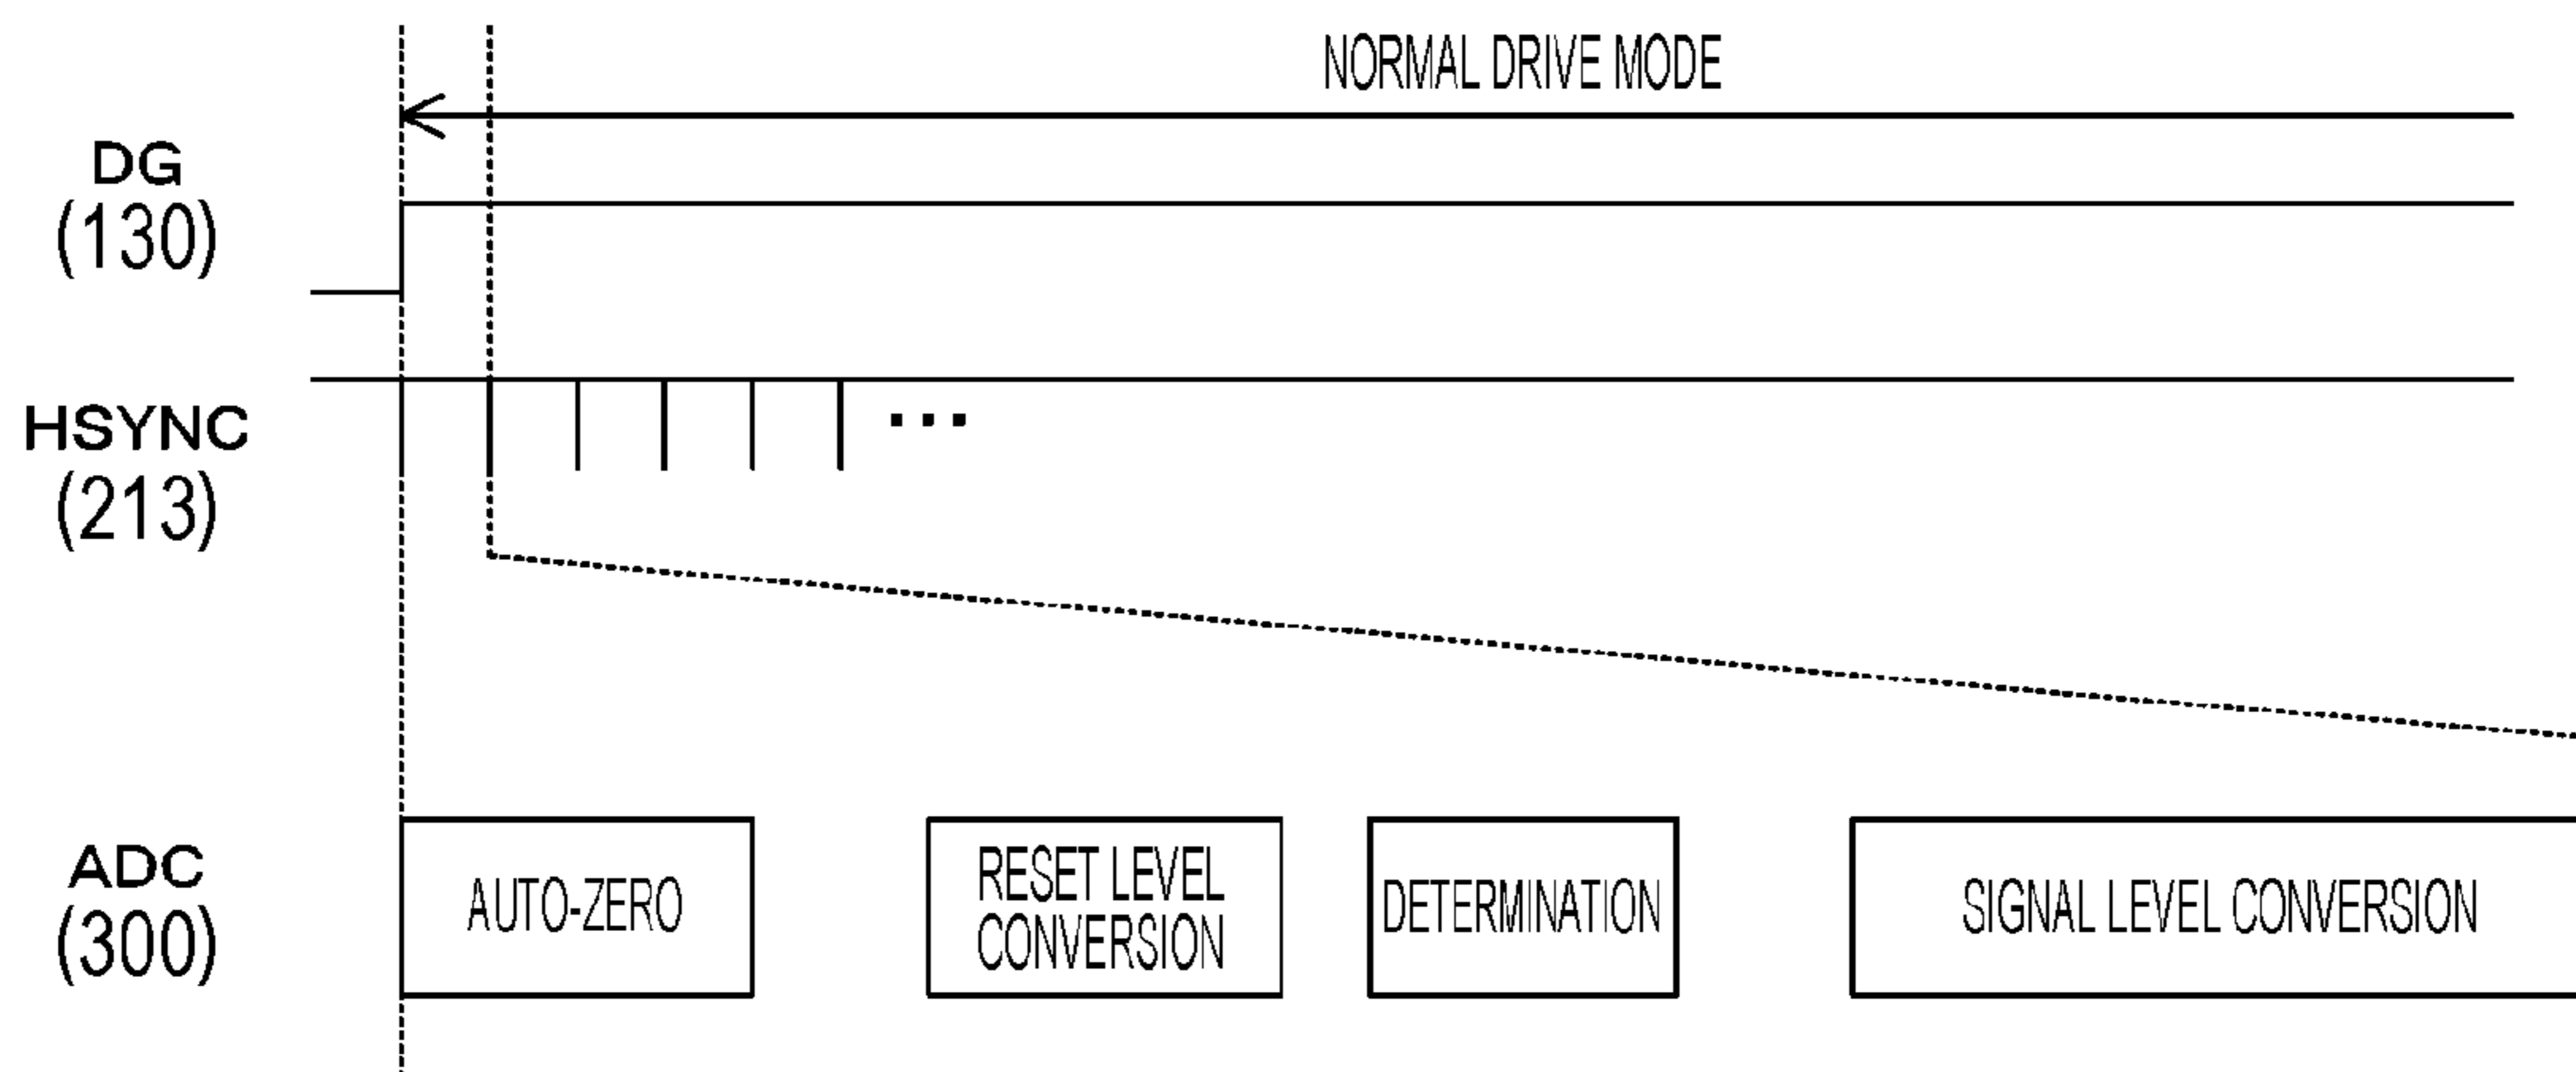 NORMAL DRIVE MODE
DG
(130)
HSYNC
(213)
...
ADC
(300)
AUTO-ZERO
RESET LEVEL
CONVERSION
DETERMINATION
SIGNAL LEVEL CONVERSION